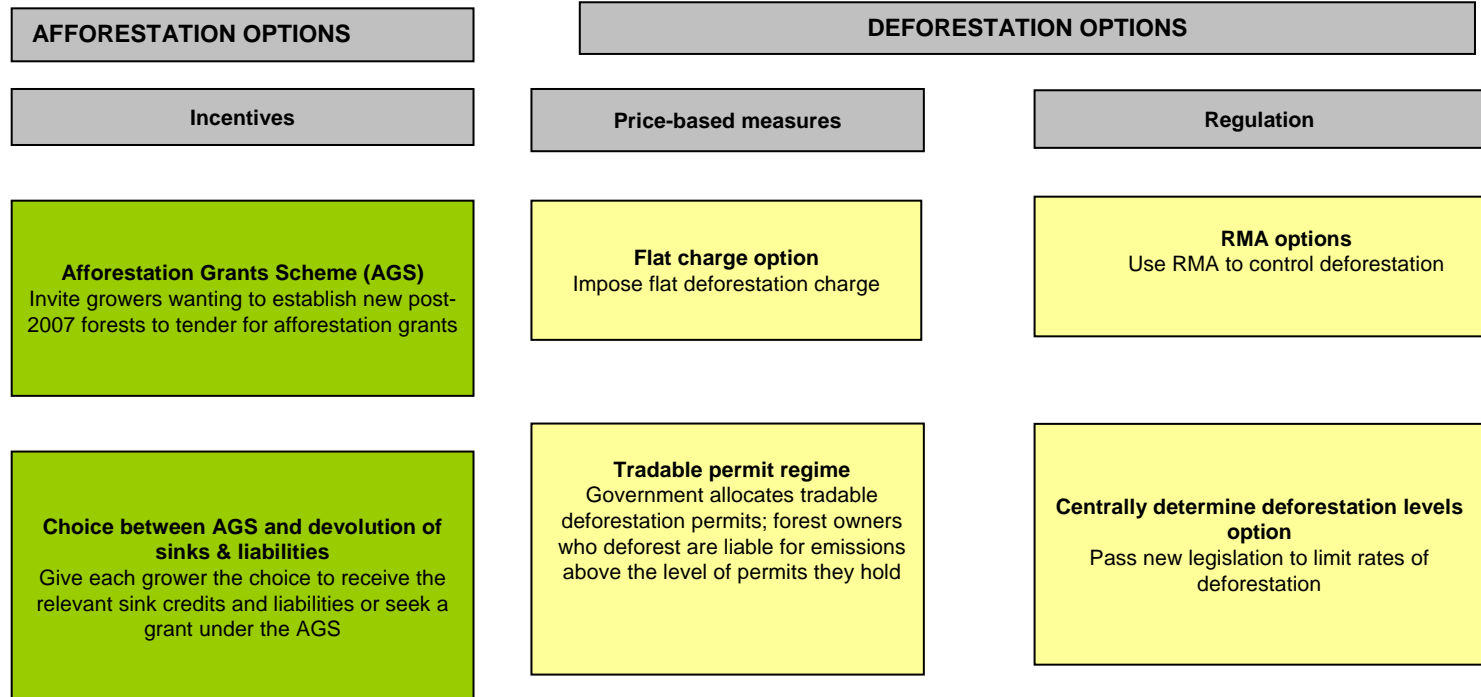 AFFORESTATION OPTIONS
DEFORESTATION OPTIONS
Incentives
Price-based measures
Regulation
Afforestation Grants Scheme (AGS)
Invite growers wanting to establish new post-
2007 forests to tender for afforestation grants
Flat charge option
Impose flat deforestation charge
RMA options
Use RMA to control deforestation
Choice between AGS and devolution of
sinks & liabilities
Give each grower the choice to receive the
relevant sink credits and liabilities or seek a
grant under the AGS
Tradable permit regime
Government allocates tradable
deforestation permits; forest owners
who deforest are liable for emissions
above the level of permits they hold
Centrally determine deforestation levels
option
Pass new legislation to limit rates of
deforestation